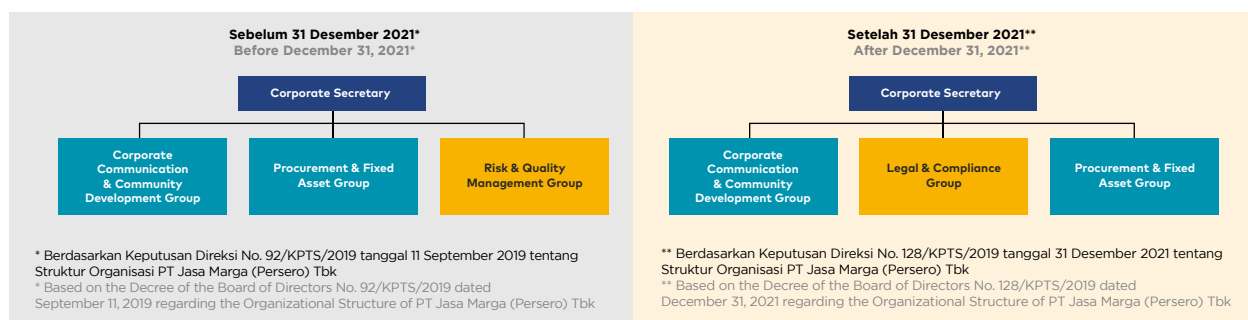 Sebelum 31 Desember 2021*
Before December 31, 2021*
Corporate Secretary
Corporate
Communication
& Community
Development Group
Procurement & Fixed
Asset Group
Risk & Quality
Management Group
* Berdasarkan Keputusan Direksi No. 92/KPTS/2019 tanggal 11 September 2019 tentang
Struktur Organisasi PT Jasa Marga (Persero) Tbk
* Based on the Decree of the Board of Directors No. 92/KPTS/2019 dated
September 11, 2019 regarding the Organizational Structure of PT Jasa Marga (Persero) Tbk
Setelah 31 Desember 2021**
After December 31, 2021**
Corporate Secretary
Corporate
Communication
& Community
Development Group
Legal & Compliance
Group
Procurement & Fixed
Asset Group
** Berdasarkan Keputusan Direksi No. 128/KPTS/2019 tanggal 31 Desember 2021 tentang
Struktur Organisasi PT Jasa Marga (Persero) Tbk
** Based on the Decree of the Board of Directors No. 128/KPTS/2019 dated
December 31, 2021 regarding the Organizational Structure of PT Jasa Marga (Persero) Tbk